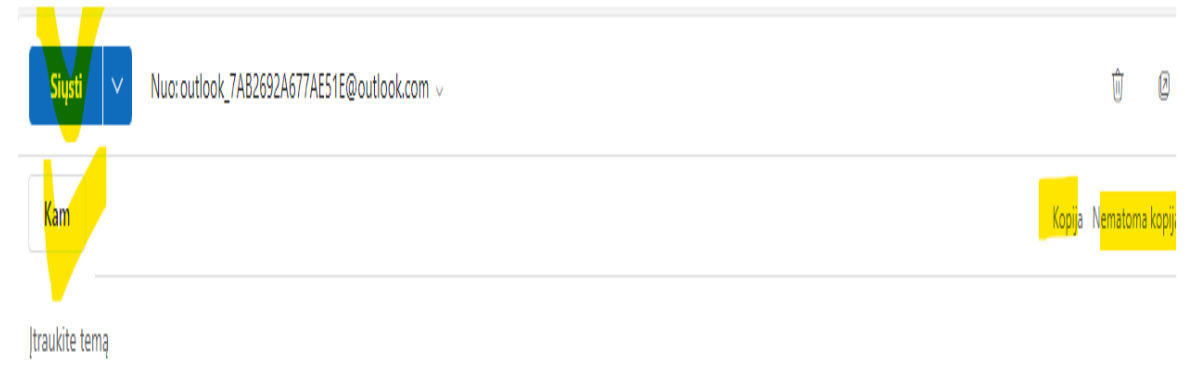 Siųsti Nuo: outlook_7AB2692A677AE51E@outlook.com
Kam Kopija Nematoma kopija
Įtraukite temą